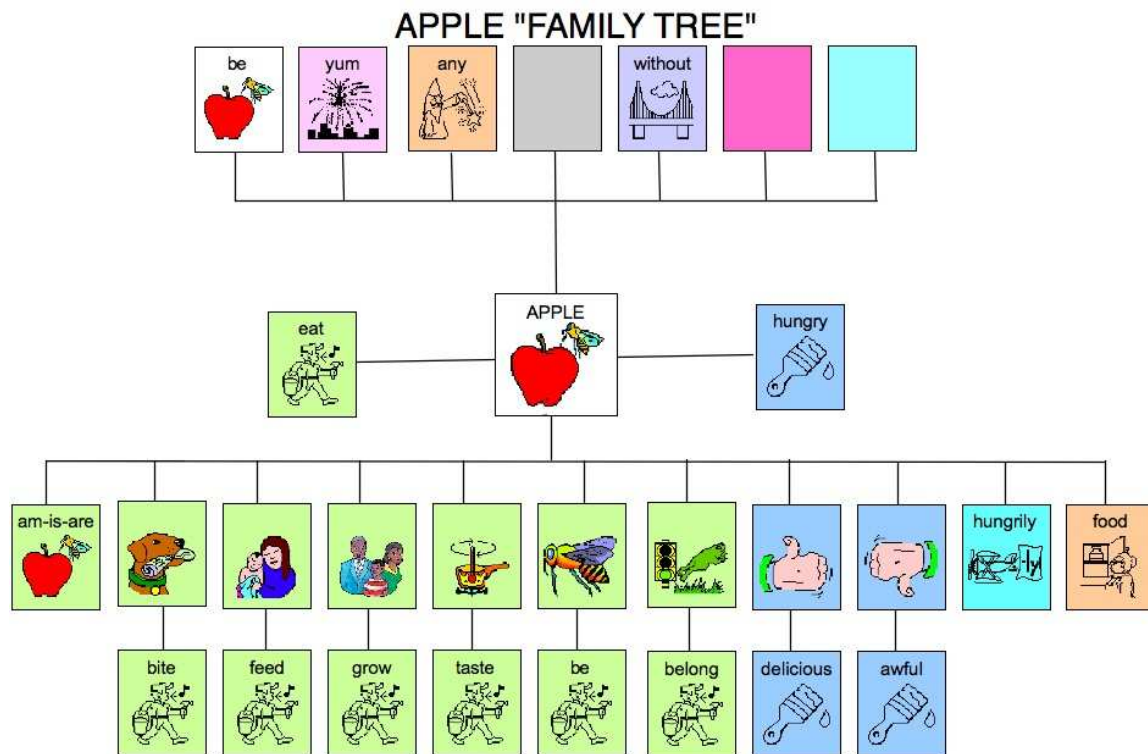 APPLE "FAMILY TREE"
be yum any without
APPLE
eat hungry
am-is-are hungrily food
-ly
bite feed grow taste be belong delicious awful